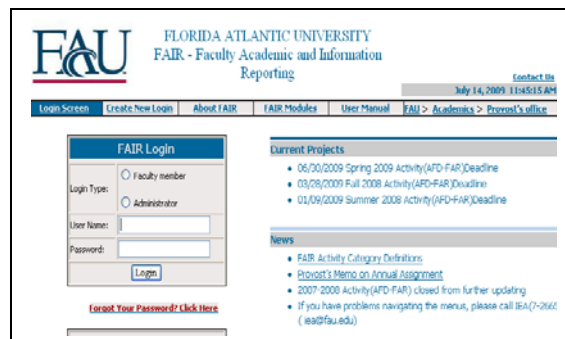 FAU
FLORIDA ATLANTIC UNIVERSITY
FAIR - Faculty Academic and Information
Reporting
Contact Us
July 14, 2009 11:45:15 AM
Login Screen Create New Login About FAIR FAIR Modules User Manual FAU > Academics > Provost's office
FAIR Login
Login Type:
Faculty member
Administrator
User Name:
Password:
Login
Forgot Your Password? Click Here
Current Projects
• 06/30/2009 Spring 2009 Activity(AFD-FAR)Deadline
• 03/28/2009 Fall 2008 Activity(AFD-FAR)Deadline
• 01/09/2009 Summer 2008 Activity(AFD-FAR)Deadline
News
• FAIR Activity Category Definitions
• Provost's Memo on Annual Assignment
• 2007-2008 Activity(AFD-FAR) closed from further updating
• If you have problems navigating the menus, please call IEA(7-2665
( iea@fau.edu)